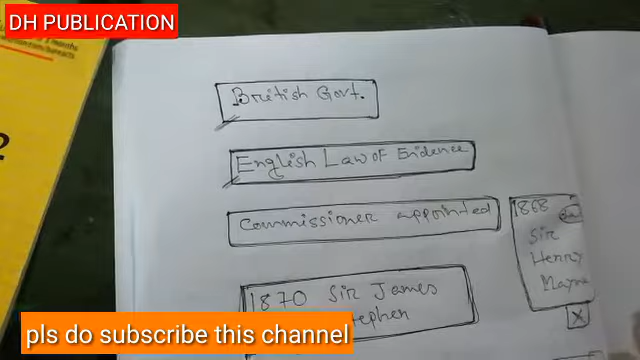 DH PUBLICATION
British Govt.
English Law of Evidence
Commissioner appointed
1868
Sir
Henry
Mayne
1870 Sir James
X
pls do subscribe this channel